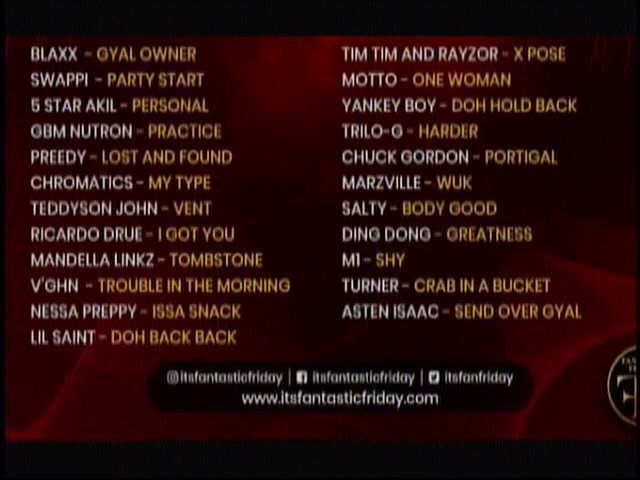 BLAXX - GYAL OWNER
SWAPPI - PARTY START
5 STAR AKIL - PERSONAL
GBM NUTRON - PRACTICE
PREEDY - LOST AND FOUND
CHROMATICS - MY TYPE
TEDDYSON JOHN - VENT
RICARDO DRUE - I GOT YOU
MANDELLA LINKZ - TOMBSTONE
V'GHN - TROUBLE IN THE MORNING
NESSA PREPPY - ISSA SNACK
LIL SAINT - DOH BACK BACK
TIM TIM AND RAYZOR - X POSE
MOTTO - ONE WOMAN
YANKEY BOY - DOH HOLD BACK
TRILO-G - HARDER
CHUCK GORDON - PORTIGAL
MARZVILLE - WUK
SALTY - BODY GOOD
DING DONG - GREATNESS
M1 - SHY
TURNER - CRAB IN A BUCKET
ASTEN ISAAC - SEND OVER GYAL
itsfantasticfriday | itsfantasticfriday | itsfanfriday
www.itsfantasticfriday.com